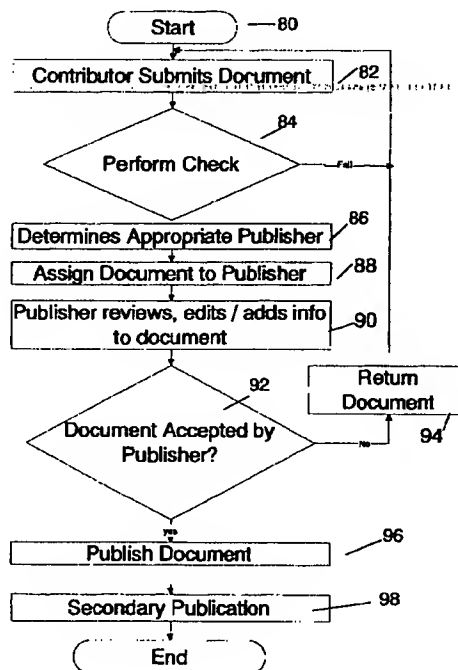 Start
80
Contributor Submits Document
82
84
Perform Check
Fail
Determines Appropriate Publisher
86
Assign Document to Publisher
88
Publisher reviews, edits / adds info
to document
90
92
Document Accepted by
Publisher?
No
Return
Document
94
yes
Publish Document
96
Secondary Publication
98
End